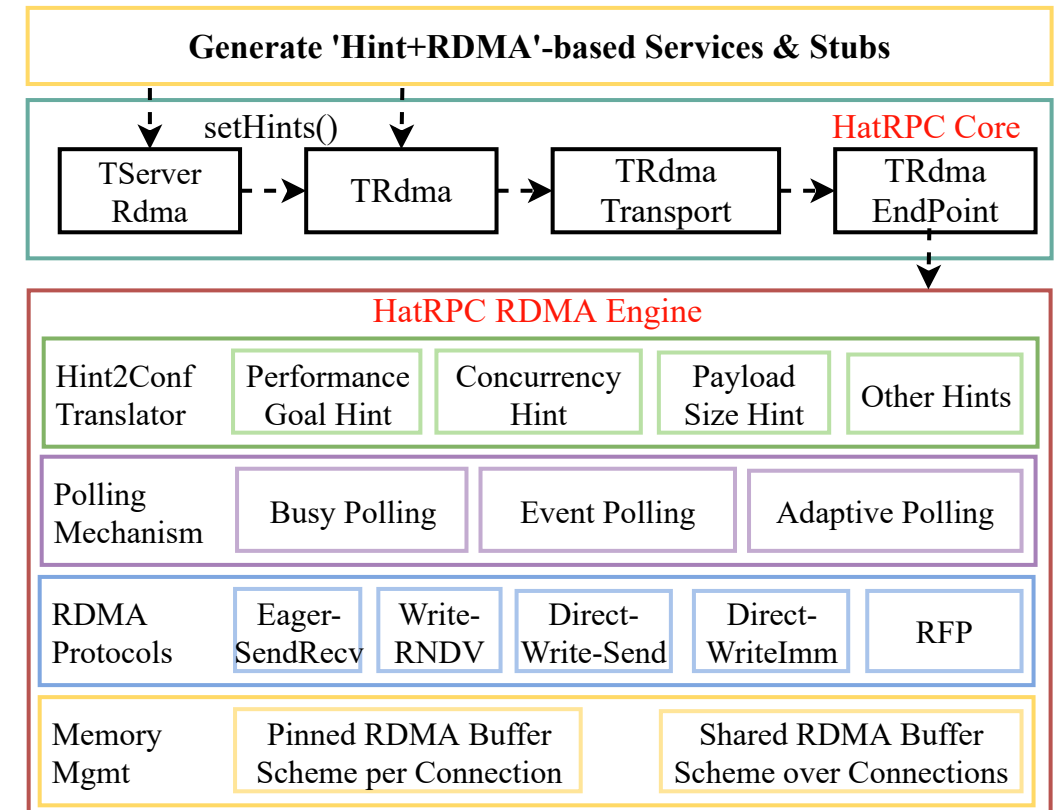 Generate 'Hint+RDMA'-based Services & Stubs
setHints()
HatRPC Core
TServer
Rdma
TRdma
TRdma
Transport
TRdma
EndPoint
HatRPC RDMA Engine
Hint2Conf
Translator
Performance
Goal Hint
Concurrency
Hint
Payload
Size Hint
Other Hints
Polling
Mechanism
Busy Polling
Event Polling
Adaptive Polling
RDMA
Protocols
Eager-
SendRecv
Write-
RNDV
Direct-
Write-Send
Direct-
WriteImm
RFP
Memory
Mgmt
Pinned RDMA Buffer
Scheme per Connection
Shared RDMA Buffer
Scheme over Connections